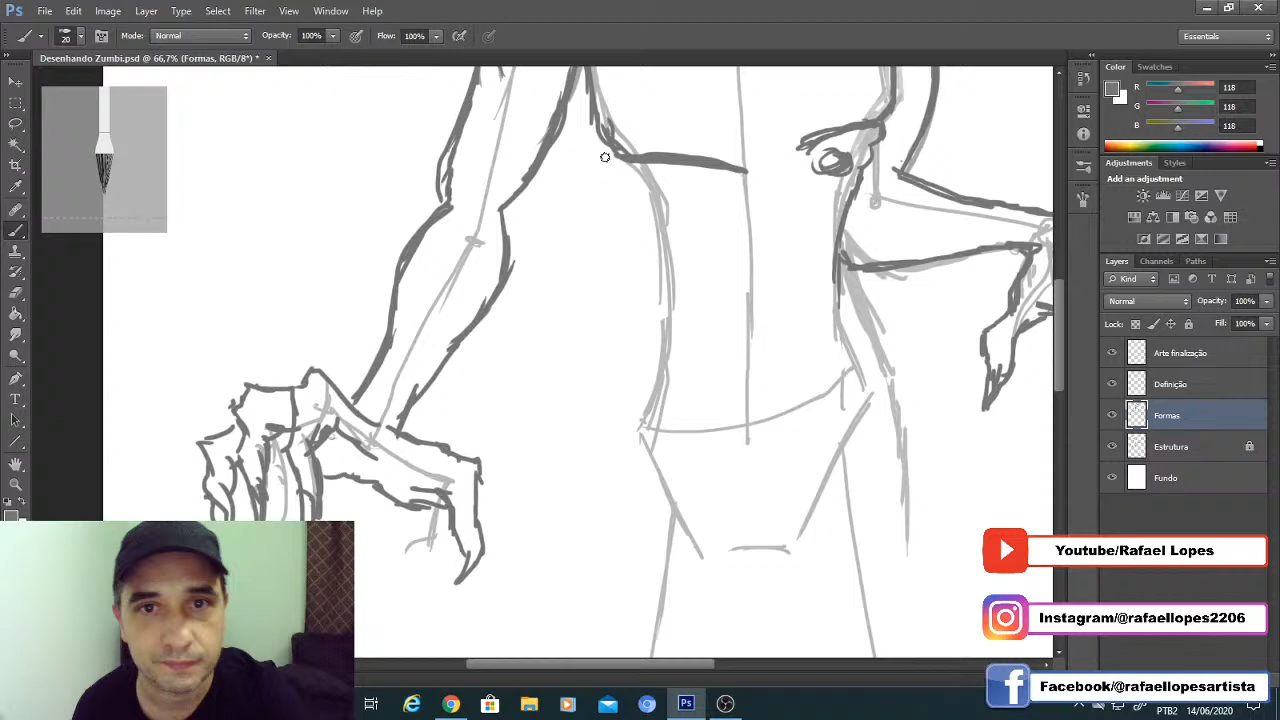 Ps File Edit Image Layer Type Select Filter View Window Help
20 Mode: Normal Opacity: 100% Flow: 100% Essentials
Desenhando Zumbi.psd @ 66,7% (Formas, RGB/8*) *
Color Swatches
R 118
G 118
B 118
Adjustments Styles
Add an adjustment
Layers Channels Paths
Kind
Normal Opacity: 100%
Lock: Fill: 100%
Arte finalização
Definição
Formas
Estrutura
Fundo
Youtube/Rafael Lopes
Instagram/@rafaellopes2206
Facebook/@rafaellopesartista
Ps PTB2 14/06/2020